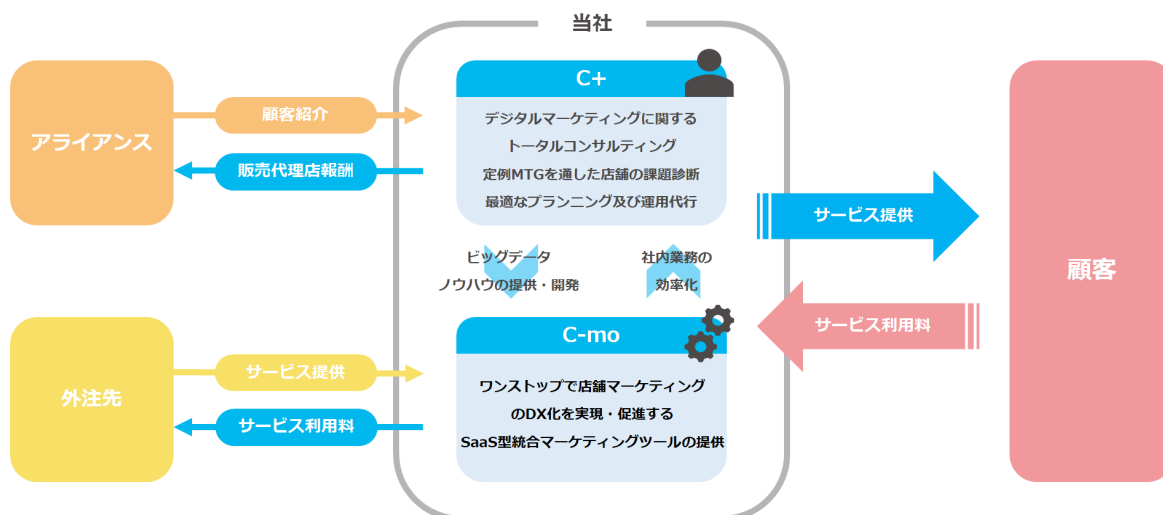 当社
アライアンス
顧客紹介
販売代理店報酬
C+
デジタルマーケティングに関する
トータルコンサルティング
定例MTGを通した店舗の課題診断
最適なプランニング及び運用代行
ビッグデータ
ノウハウの提供・開発
社内業務の
効率化
C-mo
ワンストップで店舗マーケティング
のDX化を実現・促進する
SaaS型統合マーケティングツールの提供
外注先
サービス提供
サービス利用料
サービス提供
サービス利用料
顧客